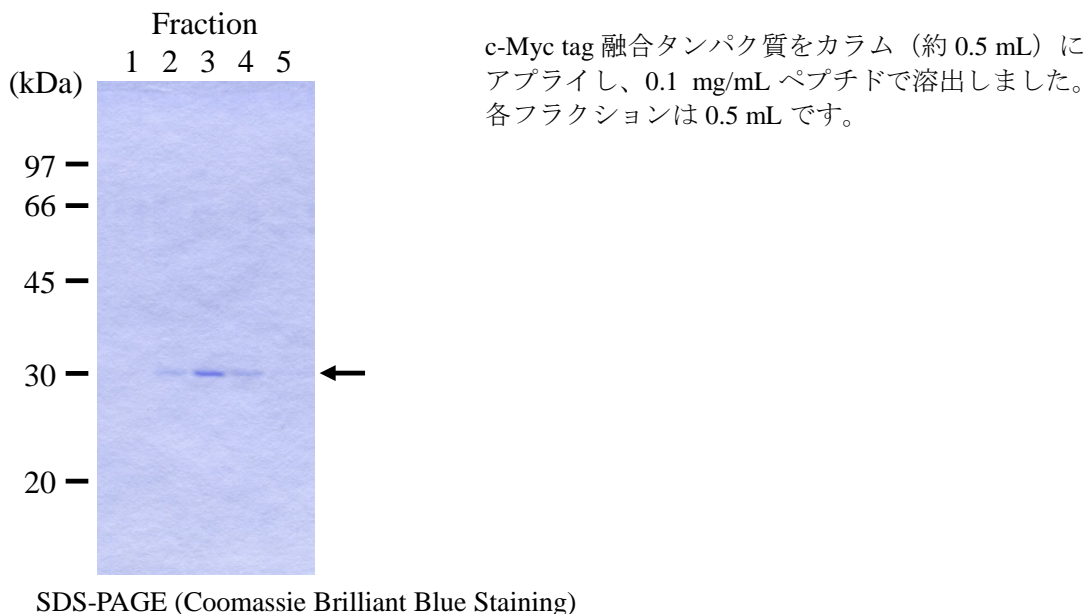 Fraction
1 2 3 4 5
(kDa)
97
66
45
30
20
c-Myc tag 融合タンパク質をカラム（約 0.5 mL）に
アプライし、0.1 mg/mL ペプチドで溶出しました。
各フラクションは 0.5 mL です。
SDS-PAGE (Coomassie Brilliant Blue Staining)